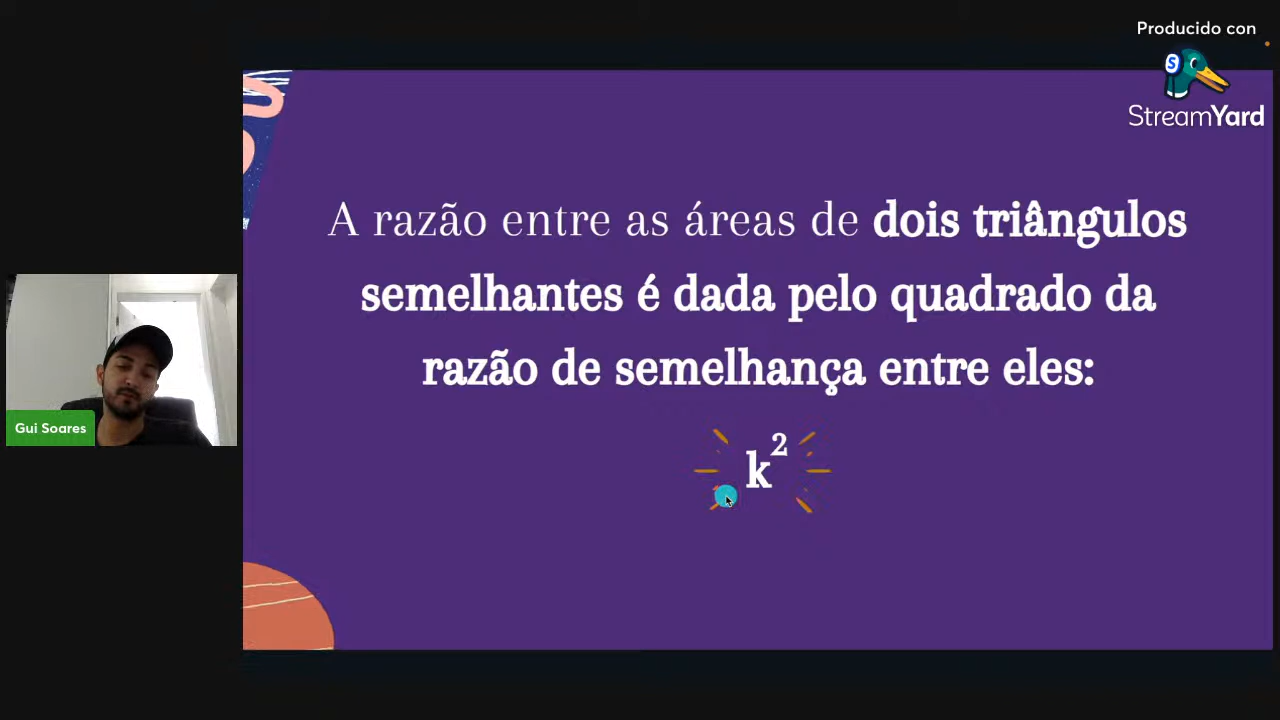 Producido con
S
StreamYard
A razão entre as áreas de dois triângulos
semelhantes é dada pelo quadrado da
razão de semelhança entre eles:
k²
Gui Soares